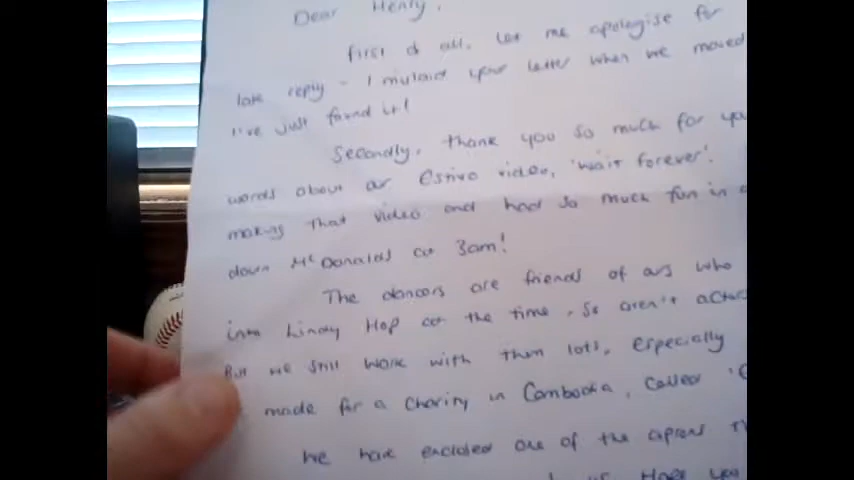 Dear Henry,
First of all, let me apologise for
late reply - I mislaid your letter when we moved
I've just found it!
Secondly, thank you so much for
words about our Estiva video, 'Wait forever'.
making that video and had so much fun in
down McDonalds at 3am!
The dancers are friends of ours who
into Lindy Hop at the time, so aren't actors
But we still work with them lots, especially
made for a charity in Cambodia, called
We have enclosed one of the aprons
Hope you